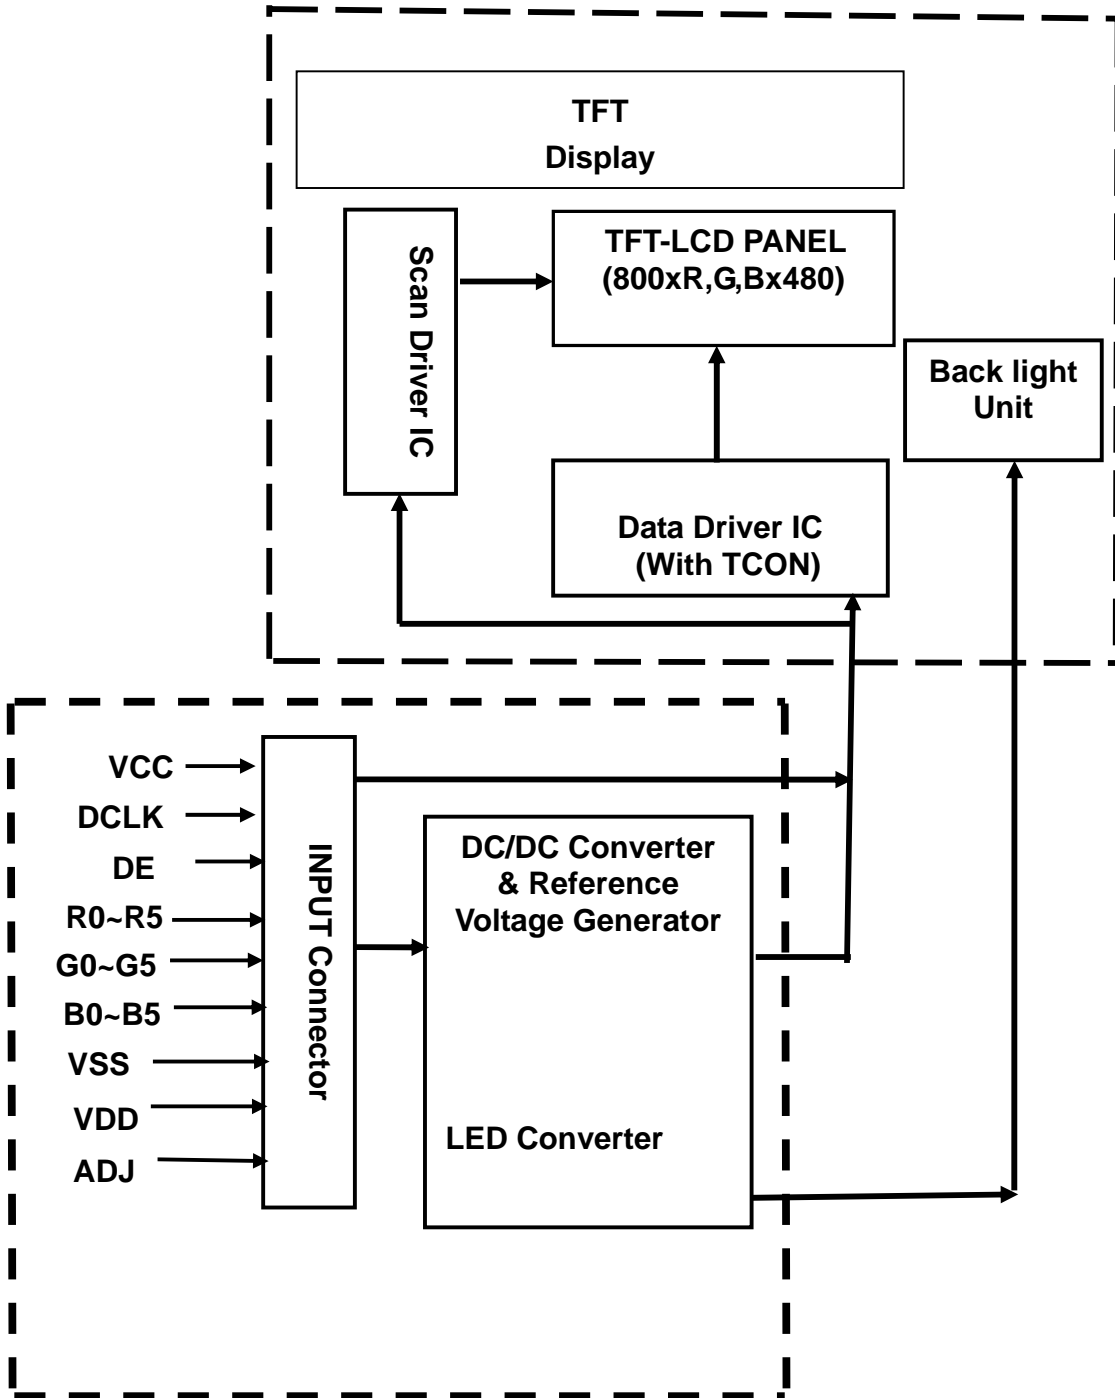 TFT
Display
Scan Driver IC
TFT-LCD PANEL
(800xR,G,Bx480)
Back light
Unit
Data Driver IC
(With TCON)
VCC
DCLK
DE
R0~R5
G0~G5
B0~B5
VSS
VDD
ADJ
INPUT Connector
DC/DC Converter
& Reference
Voltage Generator
LED Converter